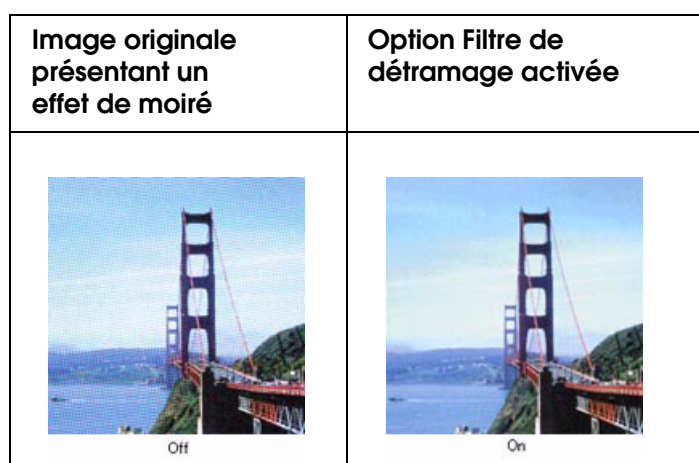 Image originale
présentant un
effet de moiré
Option Filtre de
détramage activée
Off
On